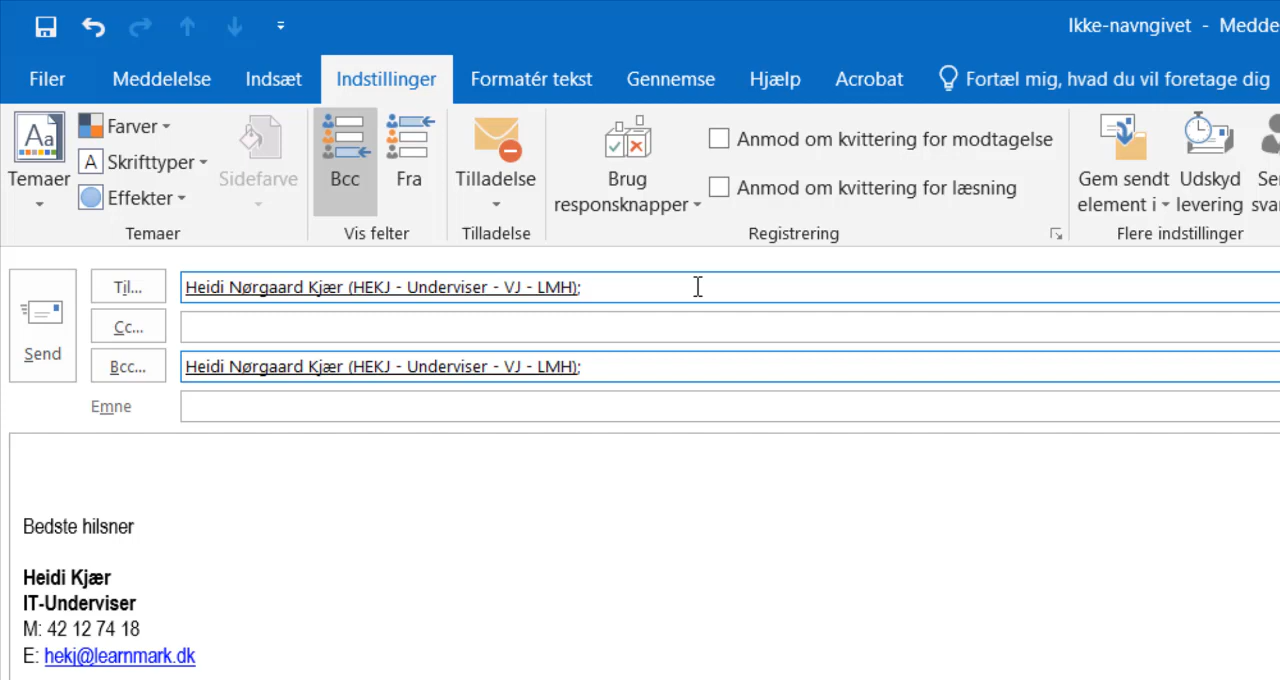 Ikke-navngivet - Medde
Filer Meddelelse Indsæt Indstillinger Formatér tekst Gennemse Hjælp Acrobat Fortæl mig, hvad du vil foretage dig
Aa
Temaer
Farver
A Skrifttyper
Effekter
Sidefarve
Temaer
Bcc
Fra
Vis felter
Tilladelse
Tilladelse
Brug
responsknapper
Anmod om kvittering for modtagelse
Anmod om kvittering for læsning
Registrering
Gem sendt
element i
Udskyd
levering
Se
sva
Flere indstillinger
Send
Til... Heidi Nørgaard Kjær (HEKJ - Underviser - VJ - LMH);
Cc...
Bcc... Heidi Nørgaard Kjær (HEKJ - Underviser - VJ - LMH);
Emne
Bedste hilsner
Heidi Kjær
IT-Underviser
M: 42 12 74 18
E: hekj@learnmark.dk